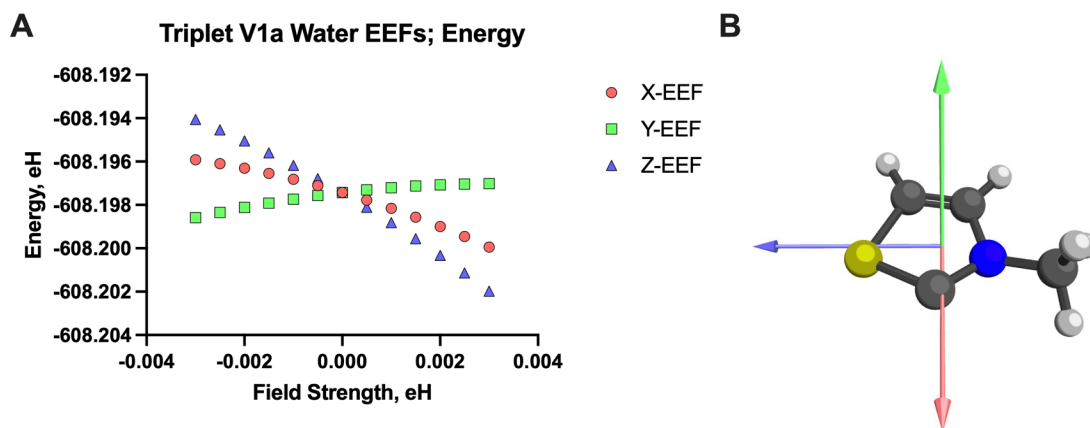 A
Triplet V1a Water EEFs; Energy
B
-608.192
-608.194
-608.196
-608.198
-608.200
-608.202
-608.204
Energy, eH
-0.004
-0.002
0.000
0.002
0.004
Field Strength, eH
X-EEF
Y-EEF
Z-EEF